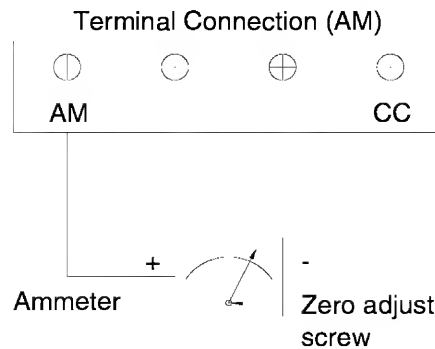 Terminal Connection (AM)
AM CC
+ -
Ammeter
Zero adjust
screw